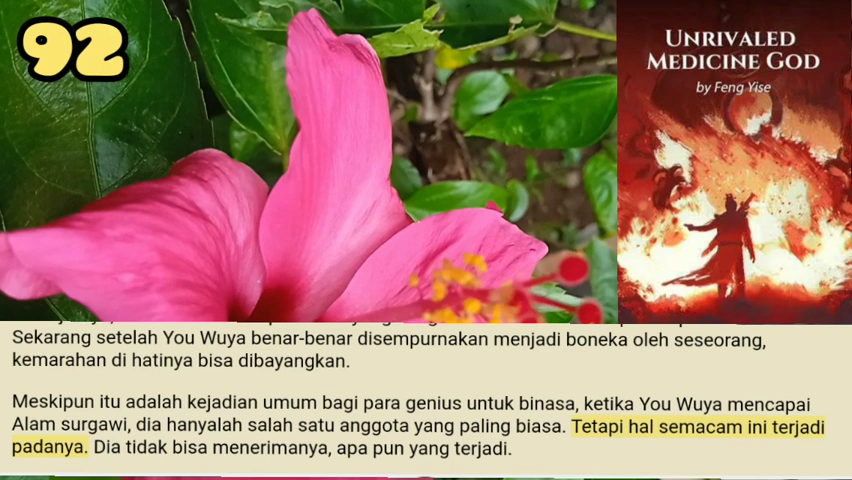 92
UNRIVALED
MEDICINE GOD
by Feng Yise
Sekarang setelah You Wuya benar-benar disempurnakan menjadi boneka oleh seseorang,
kemarahan di hatinya bisa dibayangkan.
Meskipun itu adalah kejadian umum bagi para genius untuk binasa, ketika You Wuya mencapai
Alam surgawi, dia hanyalah salah satu anggota yang paling biasa. Tetapi hal semacam ini terjadi
padanya. Dia tidak bisa menerimanya, apa pun yang terjadi.